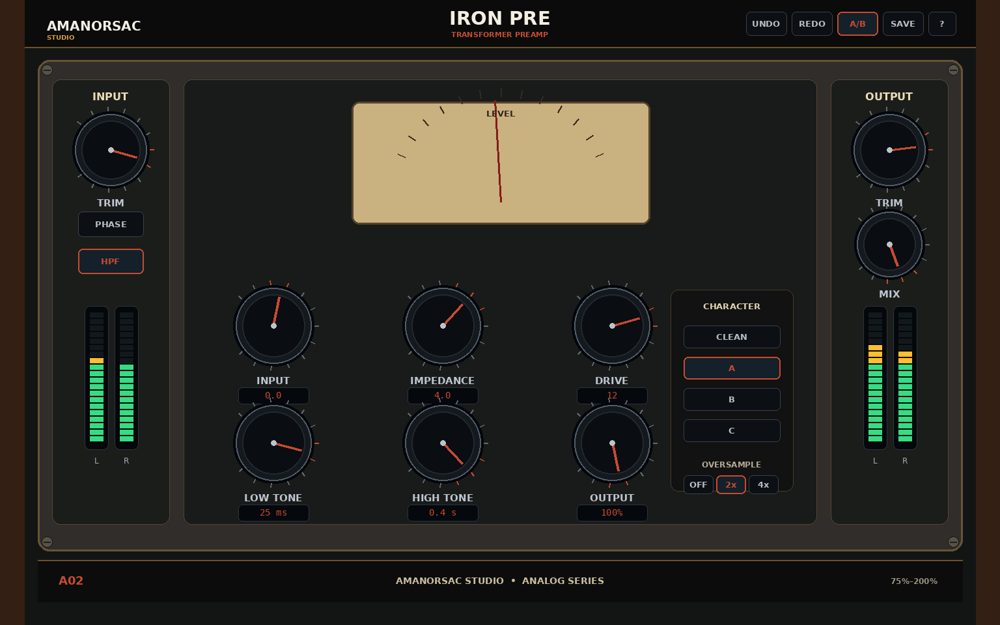 AMANORSAC
STUDIO
IRON PRE
TRANSFORMER PREAMP
UNDO
REDO
A/B
SAVE
?
INPUT
TRIM
PHASE
HPF
L
R
LEVEL
INPUT
0.0
IMPEDANCE
4.0
DRIVE
12
LOW TONE
25 ms
HIGH TONE
0.4 s
OUTPUT
100%
CHARACTER
CLEAN
A
B
C
OVERSAMPLE
OFF
2x
4x
OUTPUT
TRIM
MIX
L
R
A02
AMANORSAC STUDIO • ANALOG SERIES
75%–200%